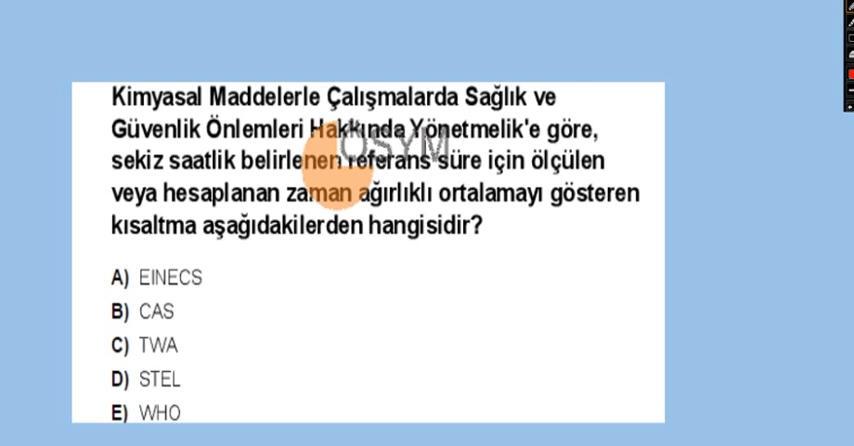 Kimyasal Maddelerle Çalışmalarda Sağlık ve
Güvenlik Önlemleri Hakkında Yönetmelik'e göre,
ÖSYM
sekiz saatlik belirlenen referans süre için ölçülen
veya hesaplanan zaman ağırlıklı ortalamayı gösteren
kısaltma aşağıdakilerden hangisidir?
A) EINECS
B) CAS
C) TWA
D) STEL
E) WHO